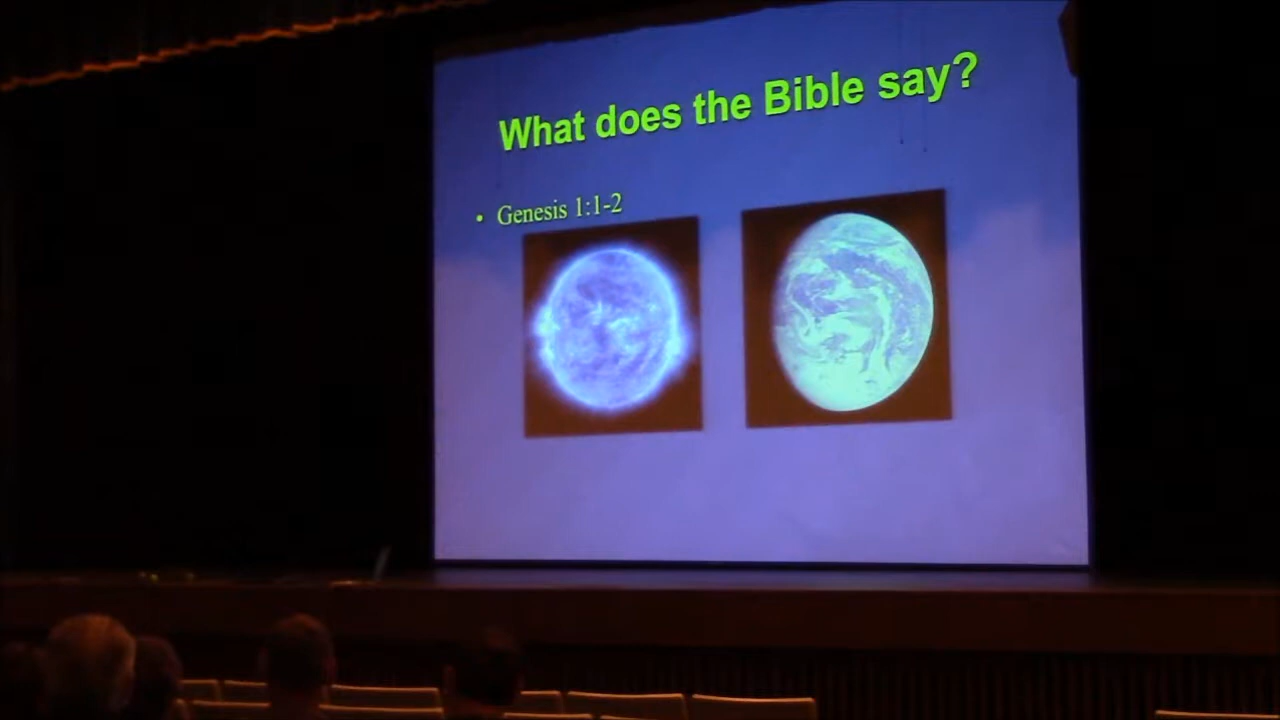 What does the Bible say?
• Genesis 1:1-2